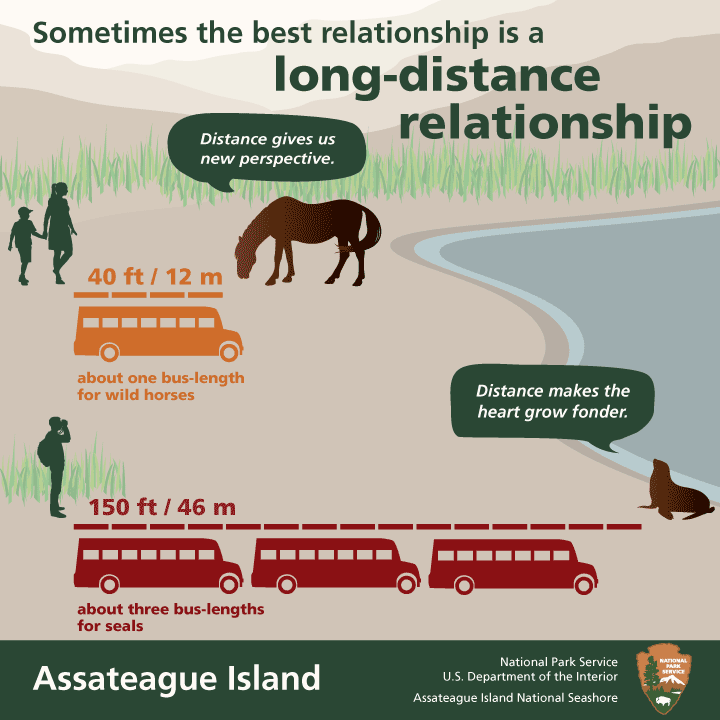 Sometimes the best relationship is a
long-distance
relationship
Distance gives us
new perspective.
40 ft / 12 m
about one bus-length
for wild horses
Distance makes the
heart grow fonder.
150 ft / 46 m
about three bus-lengths
for seals
Assateague Island
National Park Service
U.S. Department of the Interior
Assateague Island National Seashore
NATIONAL
PARK
SERVICE